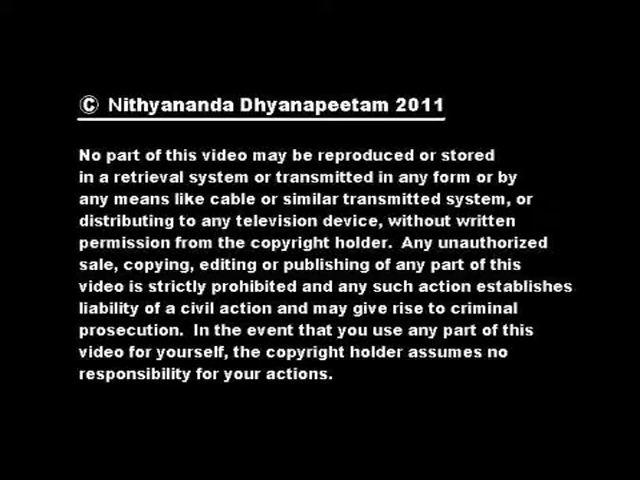 © Nithyananda Dhyanapeetam 2011
No part of this video may be reproduced or stored
in a retrieval system or transmitted in any form or by
any means like cable or similar transmitted system, or
distributing to any television device, without written
permission from the copyright holder. Any unauthorized
sale, copying, editing or publishing of any part of this
video is strictly prohibited and any such action establishes
liability of a civil action and may give rise to criminal
prosecution. In the event that you use any part of this
video for yourself, the copyright holder assumes no
responsibility for your actions.